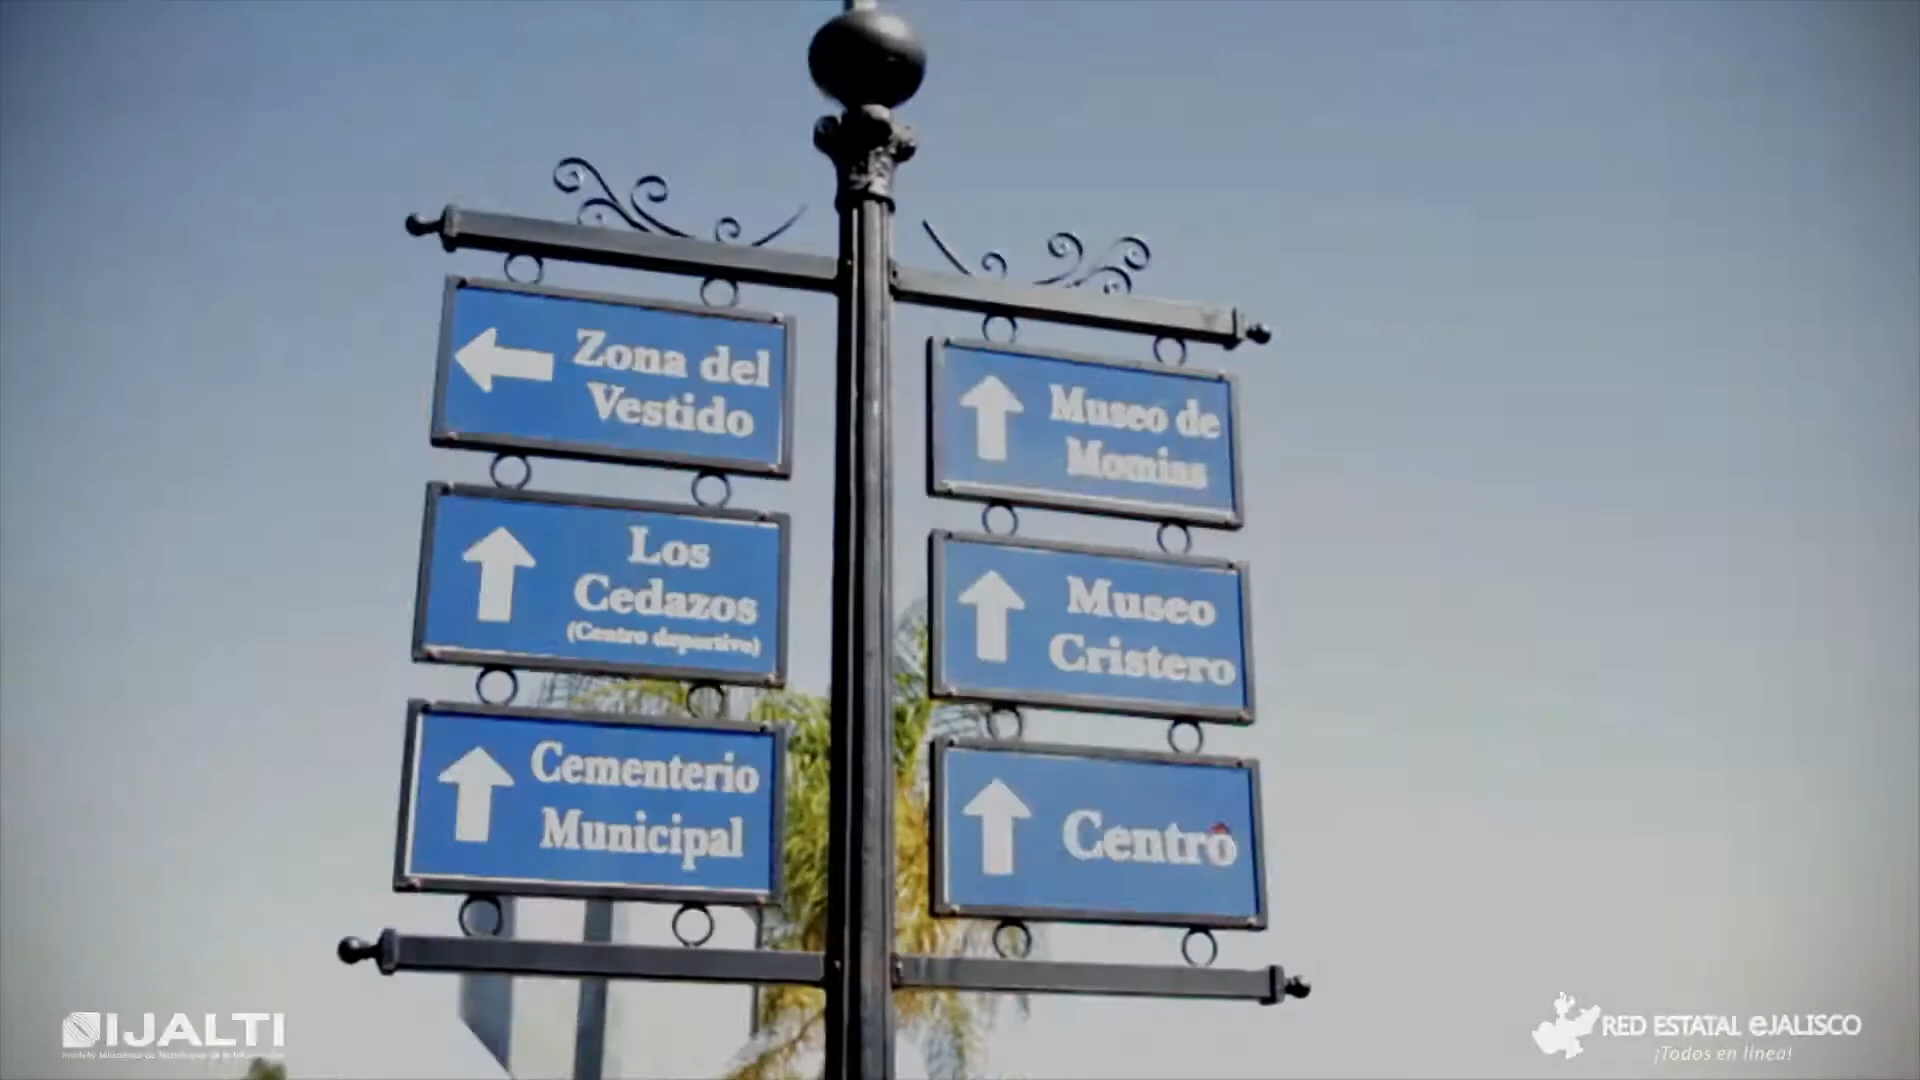 Zona del
Vestido
Los
Cedazos
(Centro deportivo)
Cementerio
Municipal
Museo de
Momias
Museo
Cristero
Centro
IJALTI
RED ESTATAL eJALISCO
¡Todos en línea!